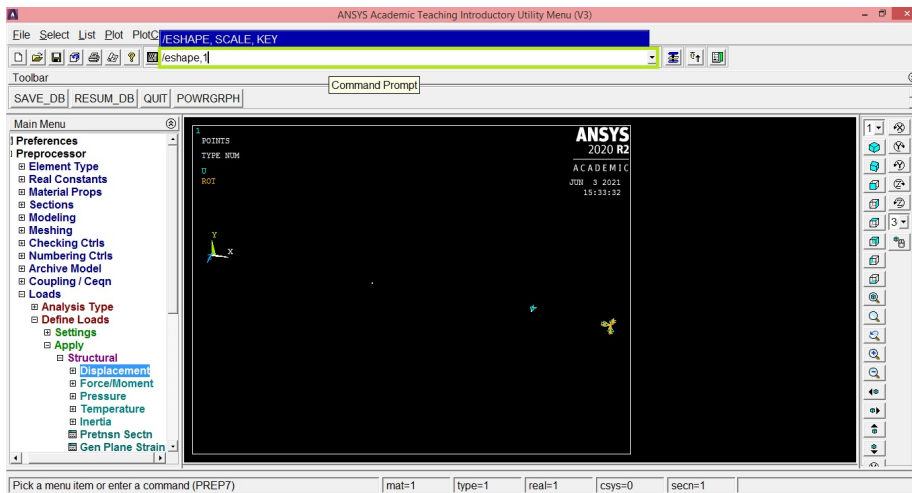 ANSYS Academic Teaching Introductory Utility Menu (V3)
File Select List Plot PlotC
/ESHAPE, SCALE, KEY
/eshape,1
Command Prompt
Toolbar
SAVE_DB RESUM_DB QUIT POWRGRPH
Main Menu
Preferences
Preprocessor
Element Type
Real Constants
Material Props
Sections
Modeling
Meshing
Checking Ctrls
Numbering Ctrls
Archive Model
Coupling / Ceqn
Loads
Analysis Type
Define Loads
Settings
Apply
Structural
Displacement
Force/Moment
Pressure
Temperature
Inertia
Pretnsn Sectn
Gen Plane Strain
1
POINTS
TYPE NUM
U
ROT
Y
X
ANSYS
2020 R2
ACADEMIC
JUN 3 2021
15:33:32
1
3
Pick a menu item or enter a command (PREP7) mat=1 type=1 real=1 csys=0 secn=1